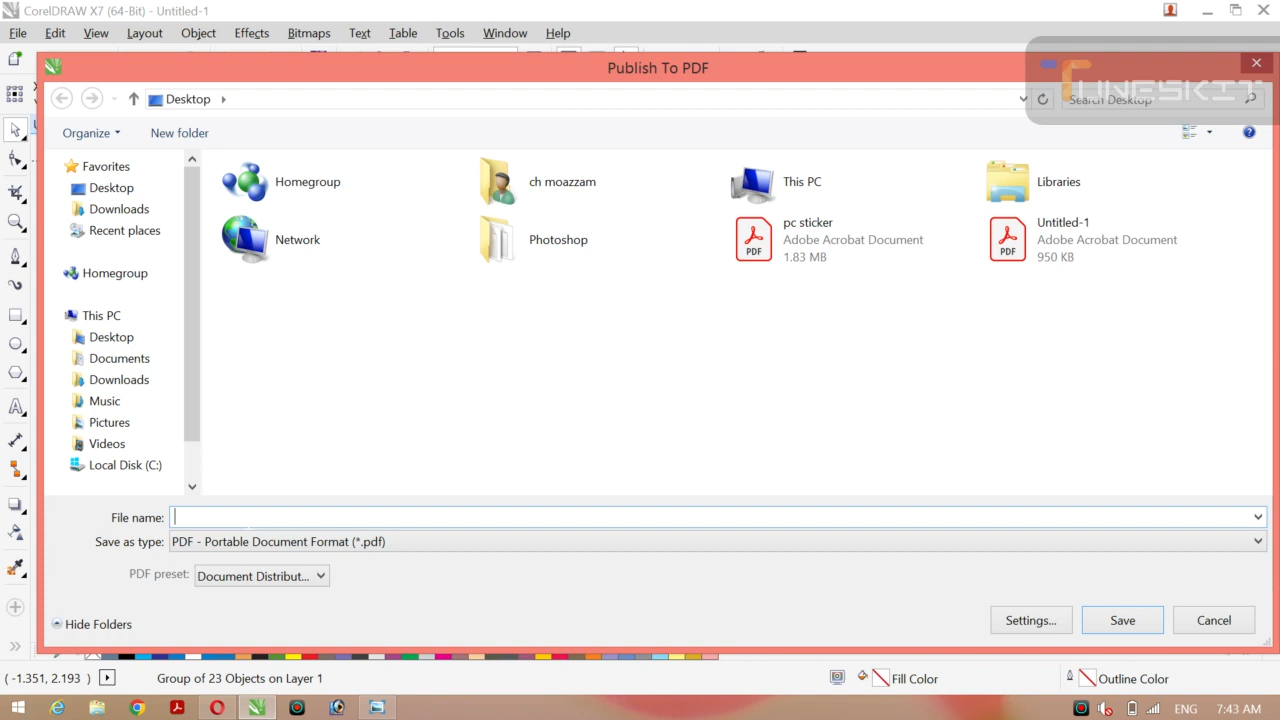 CorelDRAW X7 (64-Bit) - Untitled-1
File Edit View Layout Object Effects Bitmaps Text Table Tools Window Help
Publish To PDF
Desktop
Search Desktop
UNESKIT
Organize New folder
Favorites
Desktop
Downloads
Recent places
Homegroup
This PC
Desktop
Documents
Downloads
Music
Pictures
Videos
Local Disk (C:)
Homegroup
ch moazzam
This PC
Libraries
Network
Photoshop
PDF
pc sticker
Adobe Acrobat Document
1.83 MB
PDF
Untitled-1
Adobe Acrobat Document
950 KB
File name:
Save as type: PDF - Portable Document Format (*.pdf)
PDF preset: Document Distribut...
Hide Folders
Settings... Save Cancel
( -1.351, 2.193 ) Group of 23 Objects on Layer 1 Fill Color Outline Color
ENG 7:43 AM